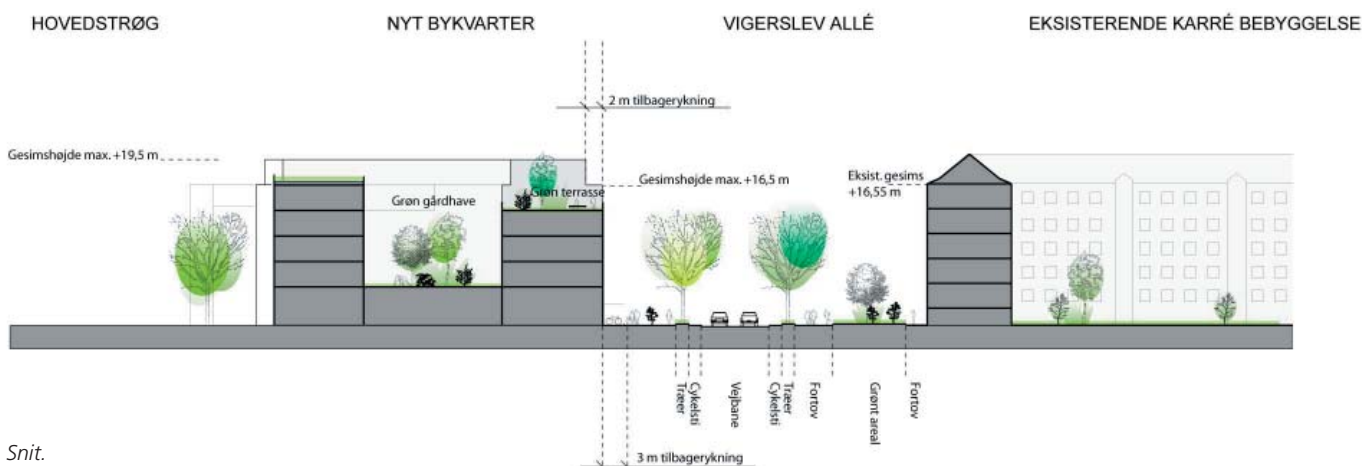 HOVEDSTRØG
NYT BYKVARTER
VIGERSLEV ALLÉ
EKSISTERENDE KARRÉ BEBYGGELSE
2 m tilbagerykning
Gesimshøjde max. +19,5 m
Gesimshøjde max. +16,5 m
Eksist. gesims
+16,55 m
Grøn gårdhave
Grøn terrasse
Træer
Cykelsti
Vejbane
Cykelsti
Træer
Fortov
Grønt areal
Fortov
Snit.
3 m tilbagerykning